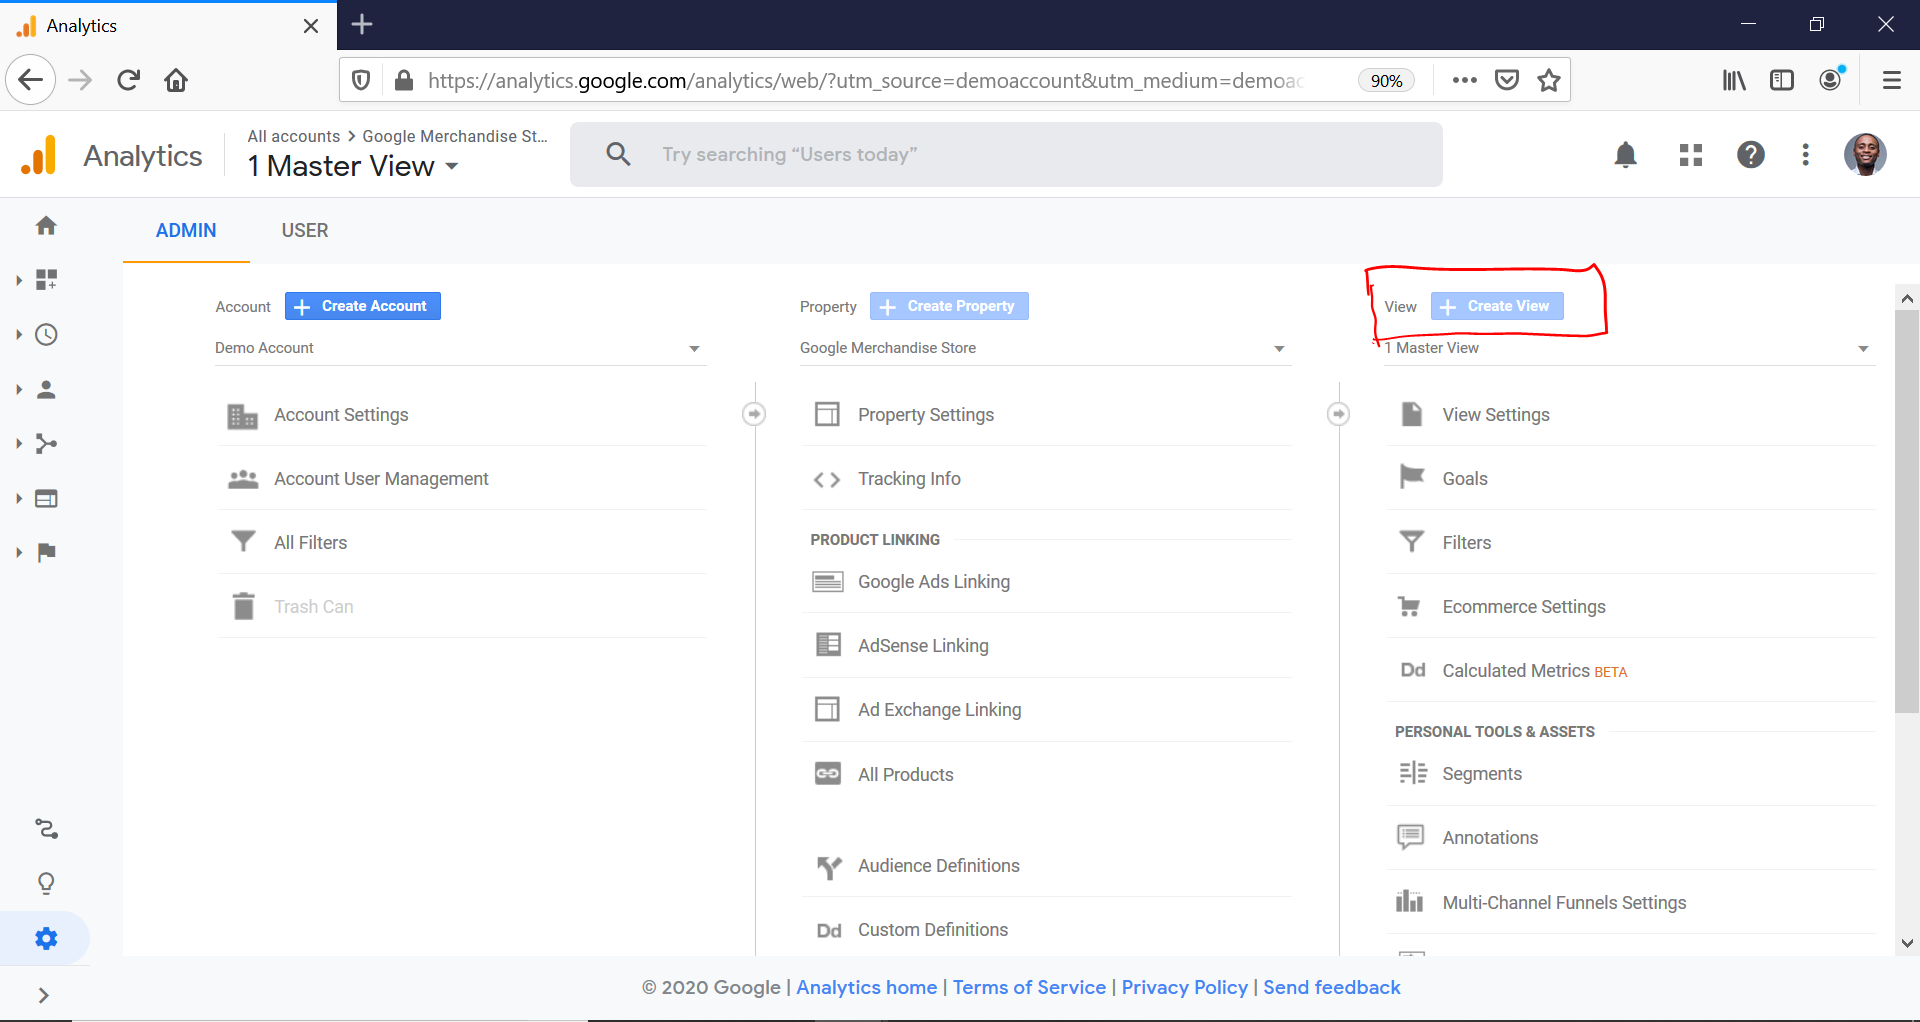 Analytics
https://analytics.google.com/analytics/web/?utm_source=demoaccount&utm_medium=demoac
90%
Analytics
All accounts > Google Merchandise St...
1 Master View
Try searching “Users today”
ADMIN
USER
Account
+ Create Account
Demo Account
Account Settings
Account User Management
All Filters
Trash Can
Property
+ Create Property
Google Merchandise Store
Property Settings
Tracking Info
PRODUCT LINKING
Google Ads Linking
AdSense Linking
Ad Exchange Linking
All Products
Audience Definitions
Dd Custom Definitions
View
+ Create View
1 Master View
View Settings
Goals
Filters
Ecommerce Settings
Dd Calculated Metrics BETA
PERSONAL TOOLS & ASSETS
Segments
Annotations
Multi-Channel Funnels Settings
© 2020 Google | Analytics home | Terms of Service | Privacy Policy | Send feedback